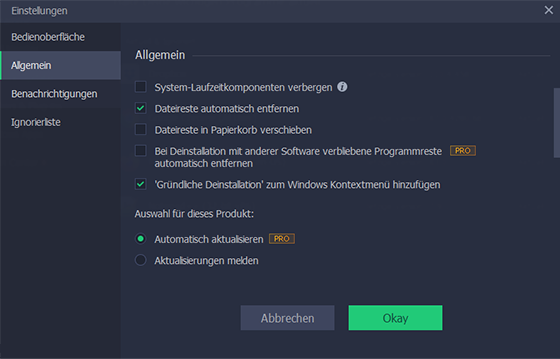 Einstellungen
Bedienoberfläche
Allgemein
Benachrichtigungen
Ignorierliste
Allgemein
System-Laufzeitkomponenten verbergen
Dateireste automatisch entfernen
Dateireste in Papierkorb verschieben
Bei Deinstallation mit anderer Software verbliebene Programmreste PRO
automatisch entfernen
'Gründliche Deinstallation' zum Windows Kontextmenü hinzufügen
Auswahl für dieses Produkt:
Automatisch aktualisieren PRO
Aktualisierungen melden
Abbrechen
Okay